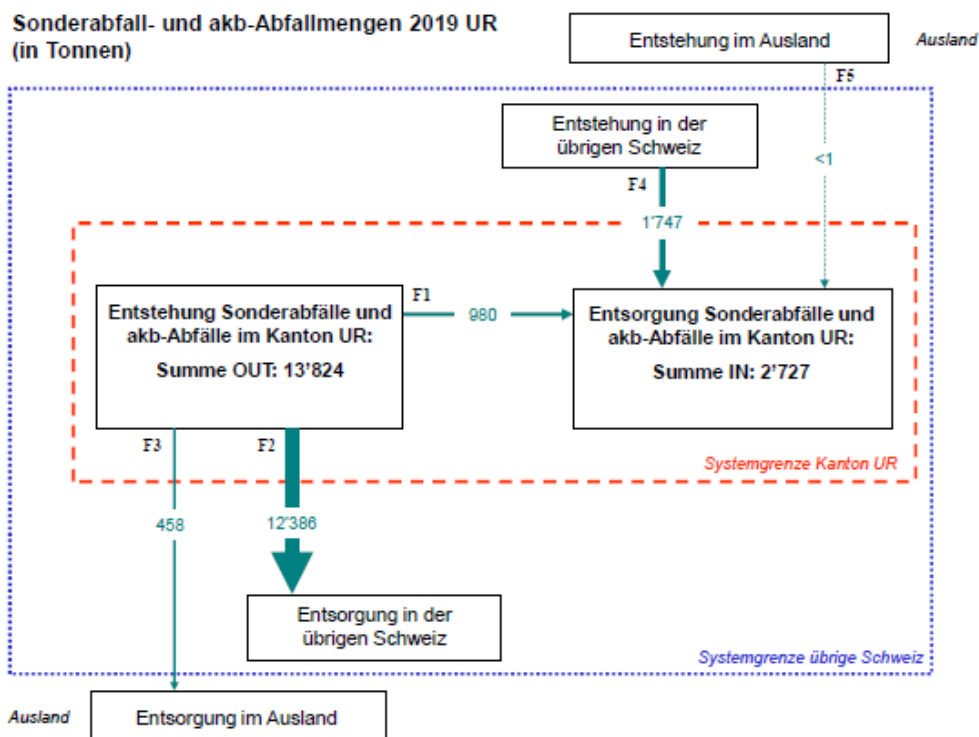 Sonderabfall- und akb-Abfallmengen 2019 UR
(in Tonnen)
Entstehung im Ausland
Ausland
F5
Entstehung in der
übrigen Schweiz
<1
F4
1'747
Entstehung Sonderabfälle und
akb-Abfälle im Kanton UR:
Summe OUT: 13'824
F1
980
Entsorgung Sonderabfälle und
akb-Abfälle im Kanton UR:
Summe IN: 2'727
F3
F2
Systemgrenze Kanton UR
458
12'386
Entsorgung in der
übrigen Schweiz
Systemgrenze übrige Schweiz
Ausland
Entsorgung im Ausland